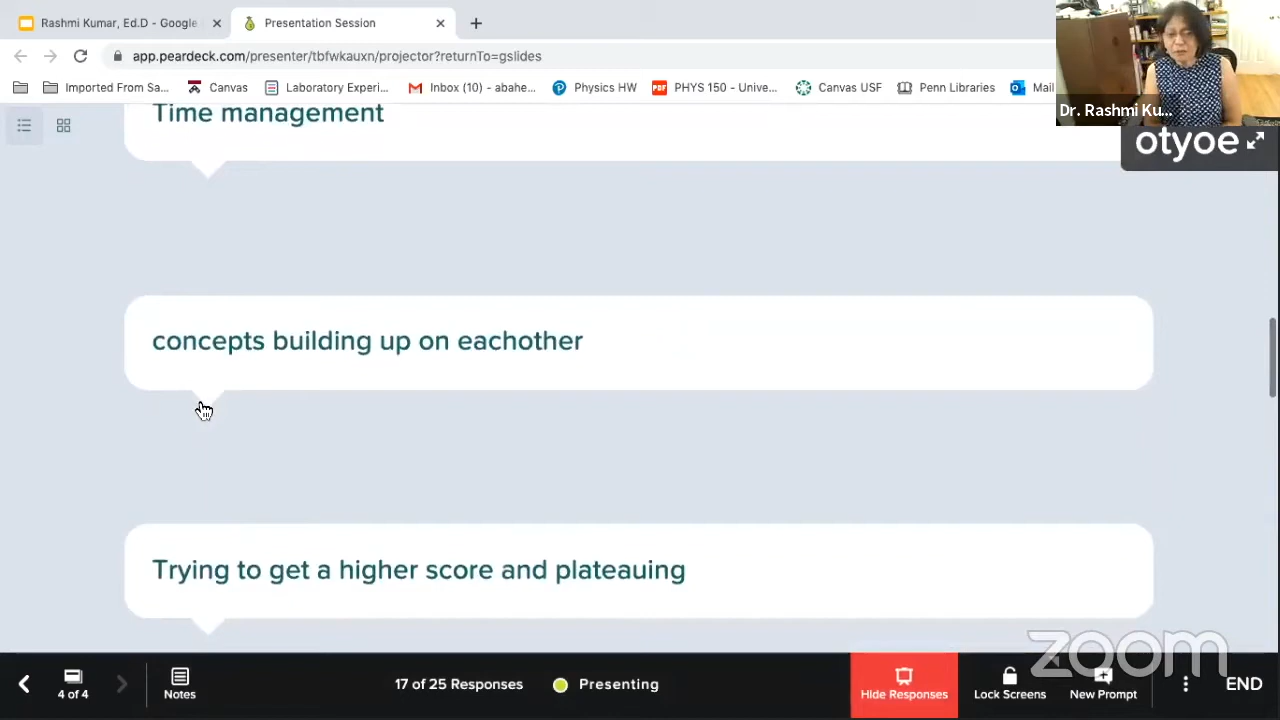 Rashmi Kumar, Ed.D - Google
Presentation Session
app.peardeck.com/presenter/tbfwkauxn/projector?returnTo=gslides
Imported From Sa...
Canvas
Laboratory Experi...
Inbox (10) - abahe...
Physics HW
PDF
PHYS 150 - Unive...
Canvas USF
Penn Libraries
Mail
Dr. Rashmi Ku...
otyoe
Time management
concepts building up on eachother
Trying to get a higher score and plateauing
zoom
4 of 4
Notes
17 of 25 Responses
Presenting
Hide Responses
Lock Screens
New Prompt
END